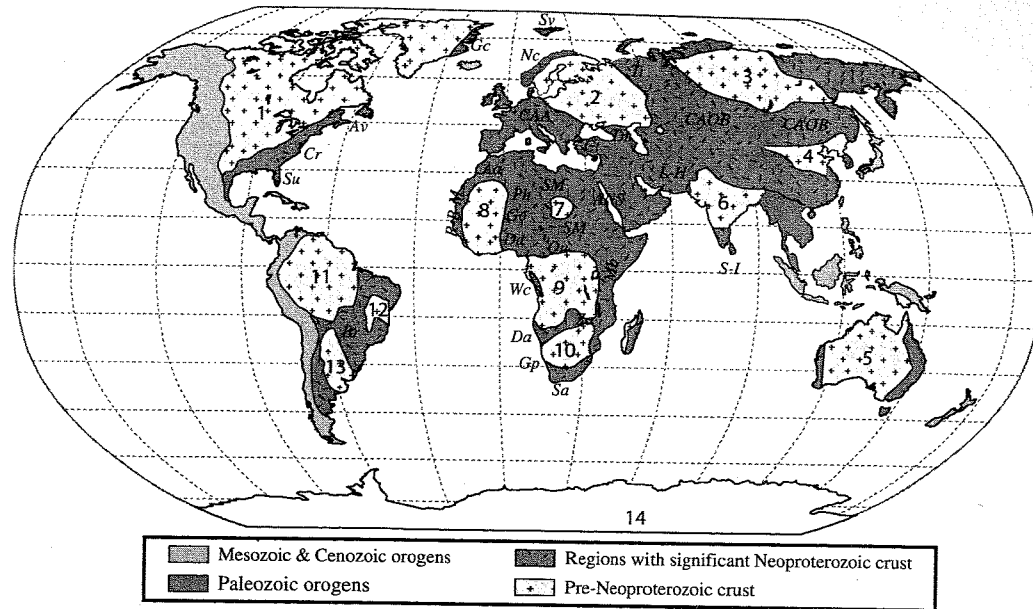 Sv
Gc
Nc
3
1
2
Av
CAA
CAOB
CAOB
Cr
4
Su
SM
L-H
6
8
7
SM
S-I
11
Wc
9
12
Da
10
5
13
Gp
Sa
14
Mesozoic & Cenozoic orogens
Regions with significant Neoproterozoic crust
Paleozoic orogens
Pre-Neoproterozoic crust